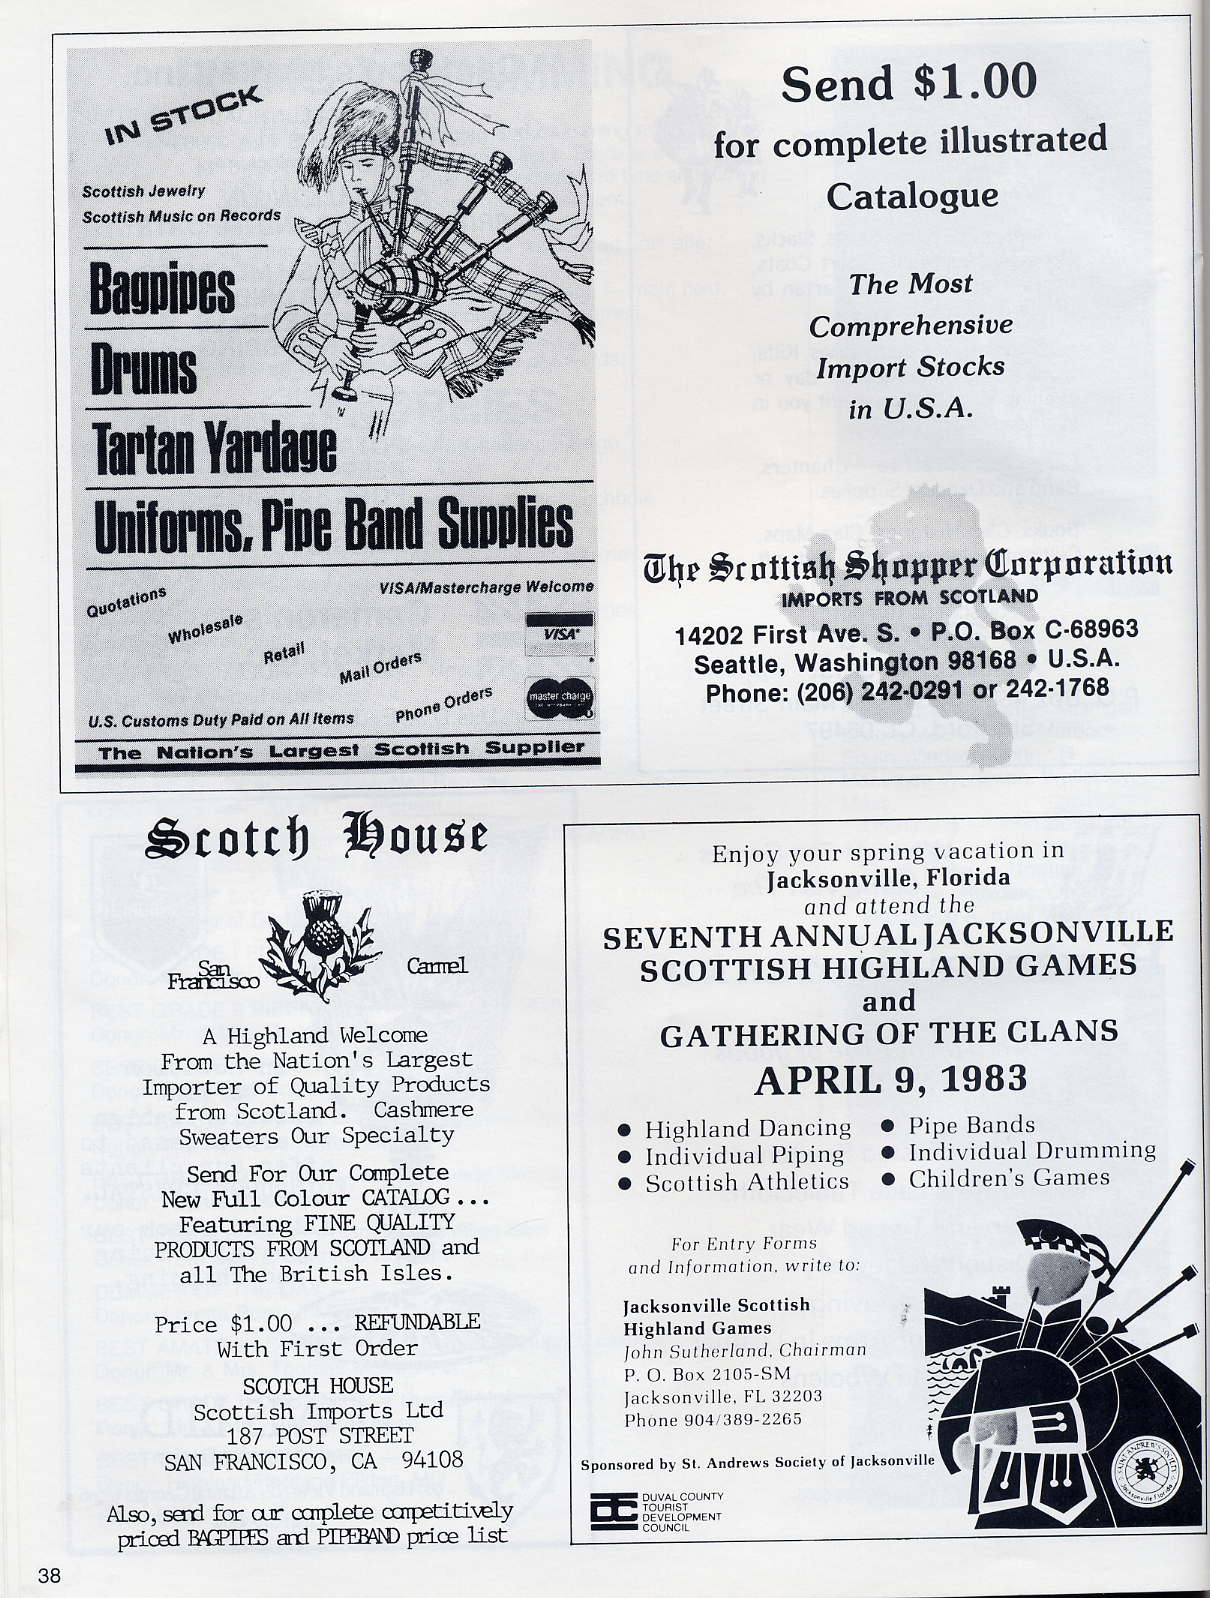 IN STOCK
Scottish Jewelry
Scottish Music on Records
Bagpipes
Drums
Tartan Yardage
Uniforms, Pipe Band Supplies
Quotations
Wholesale
Retail
Mail Orders
Phone Orders
VISA/Mastercharge Welcome
VISA
master charge
U.S. Customs Duty Paid on All Items
The Nation's Largest Scottish Supplier
Send $1.00
for complete illustrated
Catalogue
The Most
Comprehensive
Import Stocks
in U.S.A.
The Scottish Shopper Corporation
IMPORTS FROM SCOTLAND
14202 First Ave. S. • P.O. Box C-68963
Seattle, Washington 98168 • U.S.A.
Phone: (206) 242-0291 or 242-1768
Scotch House
San
Francisco
Carmel
A Highland Welcome
From the Nation's Largest
Importer of Quality Products
from Scotland. Cashmere
Sweaters Our Specialty
Send For Our Complete
New Full Colour CATALOG...
Featuring FINE QUALITY
PRODUCTS FROM SCOTLAND and
all The British Isles.
Price $1.00 ... REFUNDABLE
With First Order
SCOTCH HOUSE
Scottish Imports Ltd
187 POST STREET
SAN FRANCISCO, CA 94108
Also, send for our complete competitively
priced BAGPIPES and PIPEBAND price list
Enjoy your spring vacation in
Jacksonville, Florida
and attend the
SEVENTH ANNUAL JACKSONVILLE
SCOTTISH HIGHLAND GAMES
and
GATHERING OF THE CLANS
APRIL 9, 1983
• Highland Dancing • Pipe Bands
• Individual Piping • Individual Drumming
• Scottish Athletics • Children's Games
For Entry Forms
and Information, write to:
Jacksonville Scottish
Highland Games
John Sutherland, Chairman
P. O. Box 2105-SM
Jacksonville, FL 32203
Phone 904/389-2265
Sponsored by St. Andrews Society of Jacksonville
DUVAL COUNTY
TOURIST
DEVELOPMENT
COUNCIL
SAINT ANDREW'S SOCIETY
Jacksonville Florida
38